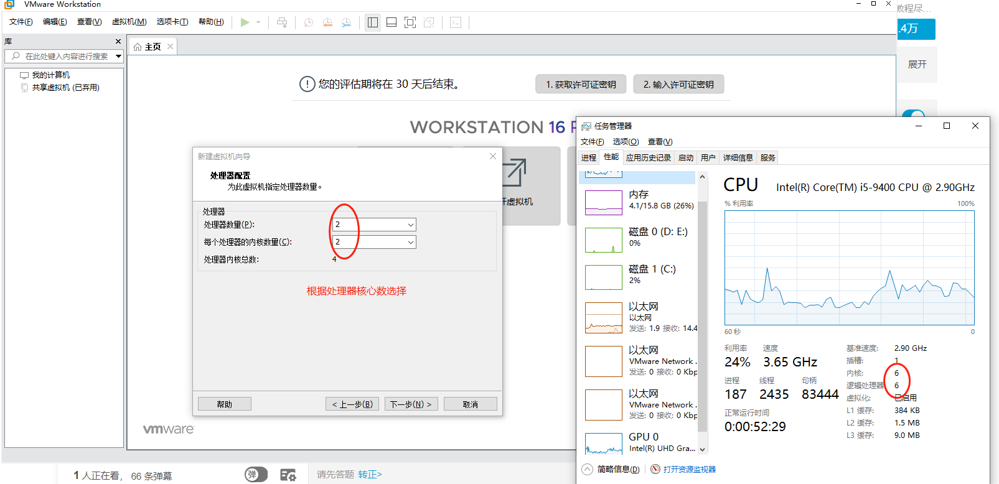 VMware Workstation
教程尽...
文件(F) 编辑(E) 查看(V) 虚拟机(M) 选项卡(T) 帮助(H)
.4万
库
主页
在此处键入内容进行搜索
展开
我的计算机
共享虚拟机 (已弃用)
您的评估期将在 30 天后结束。
1. 获取许可证密钥
2. 输入许可证密钥
WORKSTATION 16
新建虚拟机向导
处理器配置
为此虚拟机指定处理器数量。
处理器
处理器数量(P): 2
每个处理器的内核数量(C): 2
处理器内核总数: 4
根据处理器核心数选择
帮助
< 上一步(B)
下一步(N) >
取消
虚拟机
vmware
任务管理器
文件(F) 选项(O) 查看(V)
进程 性能 应用历史记录 启动 用户 详细信息 服务
内存
4.1/15.8 GB (26%)
磁盘 0 (D: E:)
0%
磁盘 1 (C:)
2%
以太网
以太网
发送: 1.9 接收: 14.4
以太网
VMware Network .
发送: 0 接收: 0 Kbp
以太网
VMware Network .
发送: 0 接收: 0 Kbp
GPU 0
Intel(R) UHD Gra...
CPU Intel(R) Core(TM) i5-9400 CPU @ 2.90GHz
% 利用率 100%
60 秒 0
利用率 速度
24% 3.65 GHz
进程 线程 句柄
187 2435 83444
正常运行时间
0:00:52:29
基准速度: 2.90 GHz
插槽: 1
内核: 6
逻辑处理器 6
虚拟化: 已启用
L1 缓存: 384 KB
L2 缓存: 1.5 MB
L3 缓存: 9.0 MB
简略信息(D) 打开资源监视器
1 人正在看， 66 条弹幕
弹
请先答题 转正>